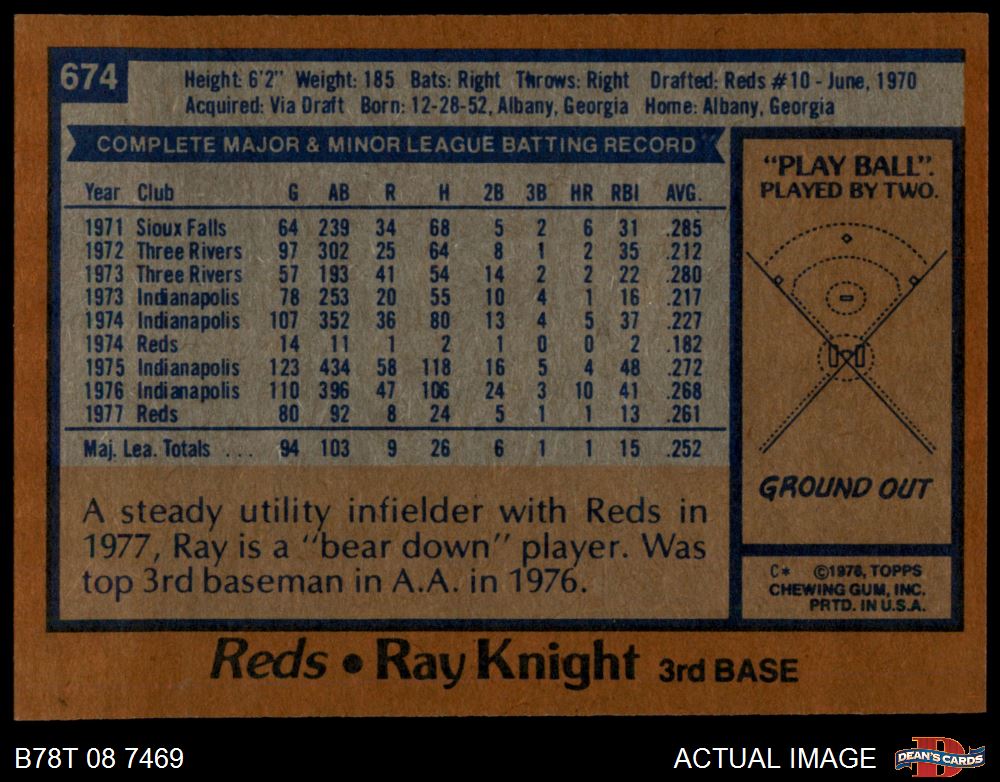 674
Height: 6'2" Weight: 185 Bats: Right Throws: Right Drafted: Reds #10 - June, 1970
Acquired: Via Draft Born: 12-28-52, Albany, Georgia Home: Albany, Georgia
COMPLETE MAJOR & MINOR LEAGUE BATTING RECORD
Year Club G AB R H 2B 3B HR RBI AVG.
1971 Sioux Falls 64 239 34 68 5 2 6 31 .285
1972 Three Rivers 97 302 25 64 8 1 2 35 .212
1973 Three Rivers 57 193 41 54 14 2 2 22 .280
1973 Indianapolis 78 253 20 55 10 4 1 16 .217
1974 Indianapolis 107 352 36 80 13 4 5 37 .227
1974 Reds 14 11 1 2 1 0 0 2 .182
1975 Indianapolis 123 434 58 118 16 5 4 48 .272
1976 Indianapolis 110 396 47 106 24 3 10 41 .268
1977 Reds 80 92 8 24 5 1 1 13 .261
Maj. Lea. Totals . . . 94 103 9 26 6 1 1 15 .252
A steady utility infielder with Reds in
1977, Ray is a "bear down" player. Was
top 3rd baseman in A.A. in 1976.
"PLAY BALL".
PLAYED BY TWO.
GROUND OUT
C* ©1978, TOPPS
CHEWING GUM, INC.
PRTD. IN U.S.A.
Reds • Ray Knight 3rd BASE
B78T 08 7469
ACTUAL IMAGE
D
DEAN'S CARDS